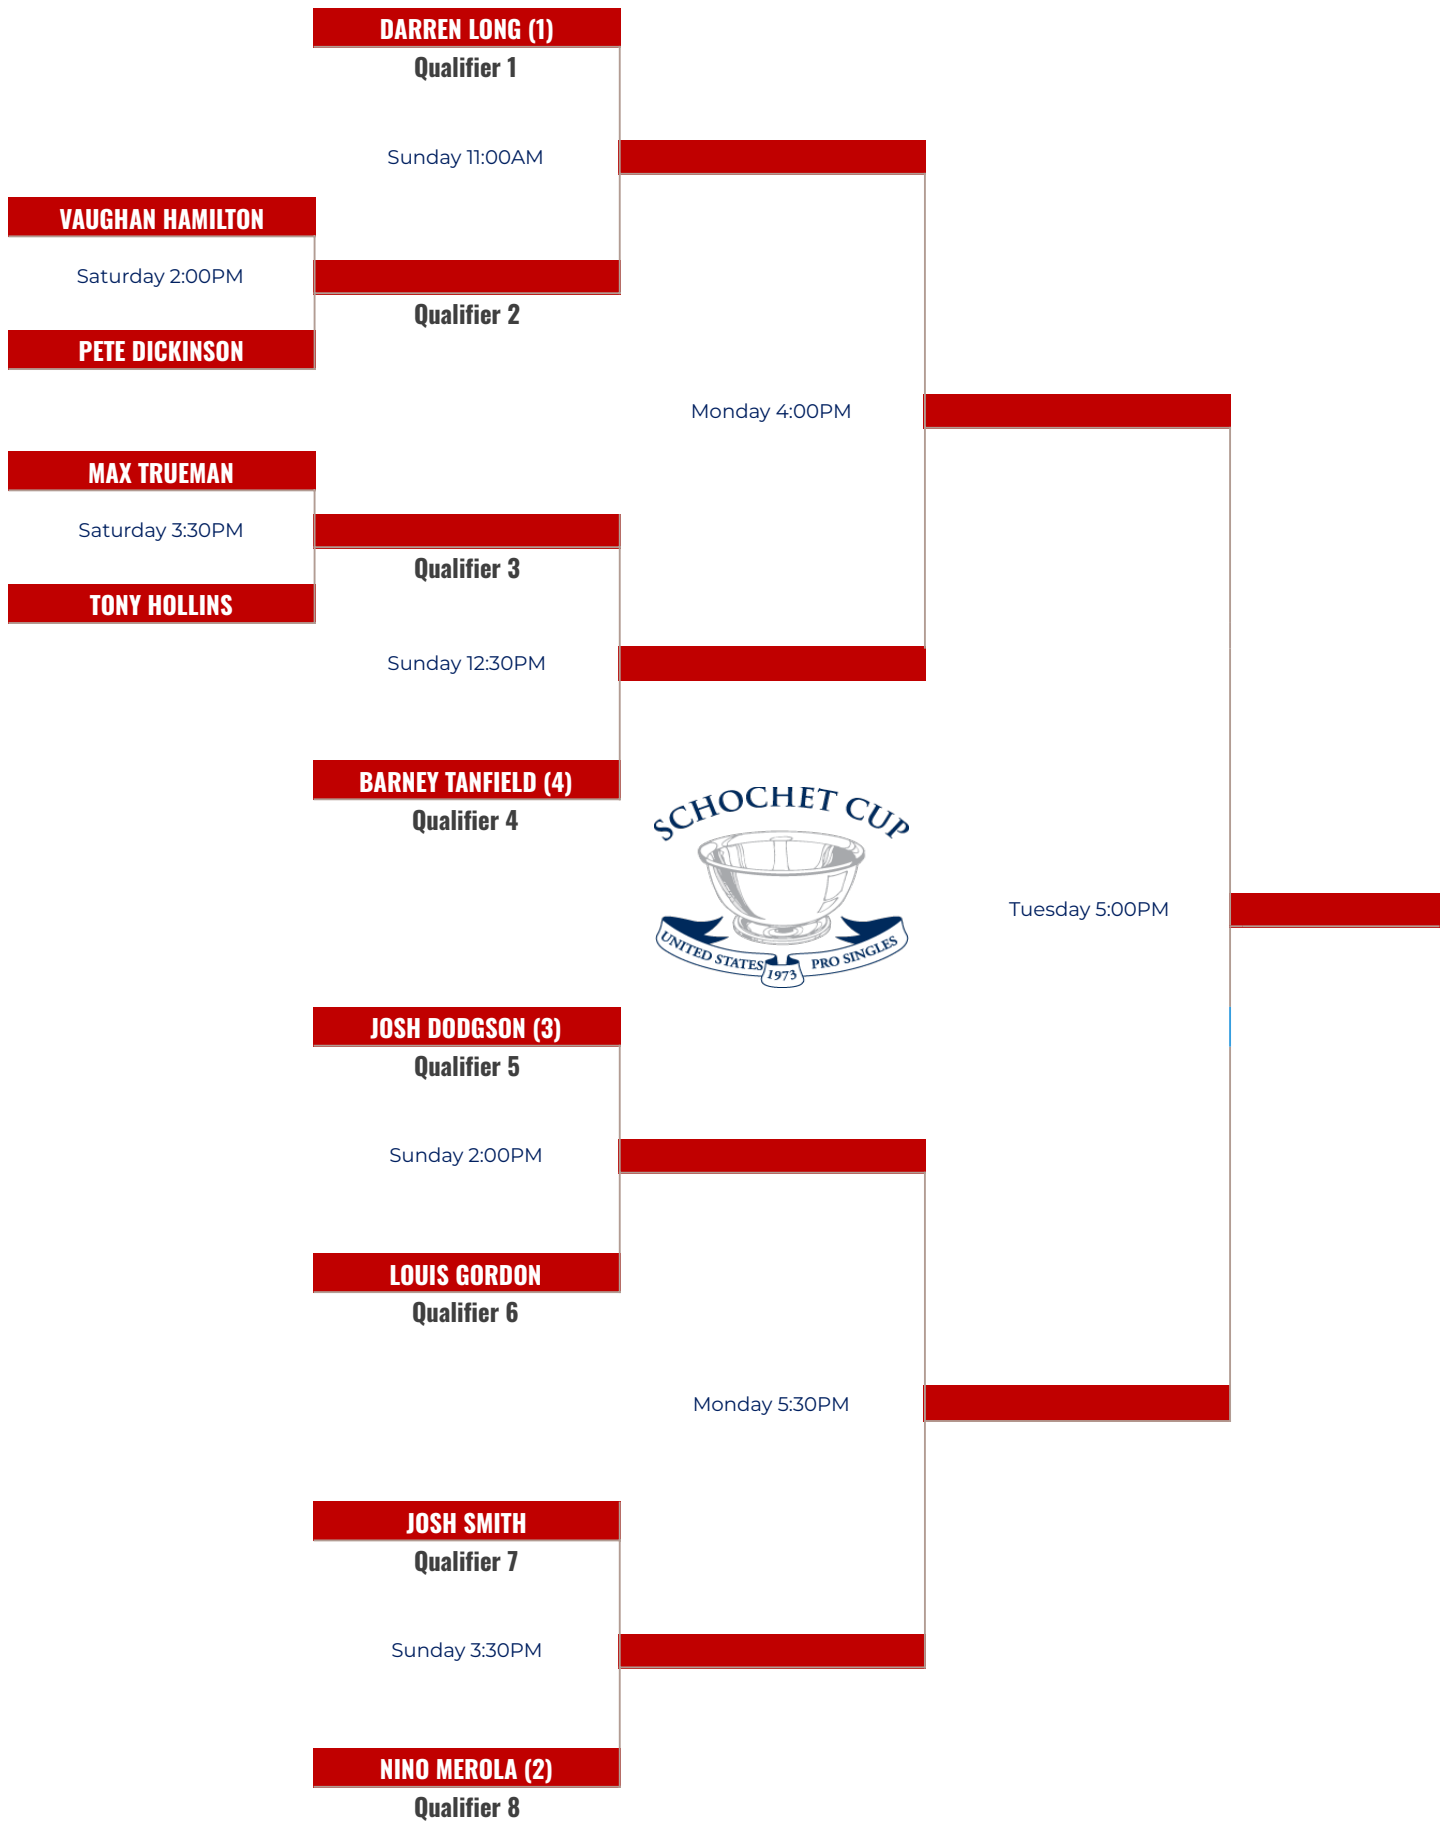 DARREN LONG (1)
Qualifier 1
Sunday 11:00AM
VAUGHAN HAMILTON
Saturday 2:00PM
Qualifier 2
PETE DICKINSON
Monday 4:00PM
MAX TRUEMAN
Saturday 3:30PM
Qualifier 3
TONY HOLLINS
Sunday 12:30PM
BARNEY TANFIELD (4)
Qualifier 4
SCHOCHET CUP
UNITED STATES 1973 PRO SINGLES
Tuesday 5:00PM
JOSH DODGSON (3)
Qualifier 5
Sunday 2:00PM
LOUIS GORDON
Qualifier 6
Monday 5:30PM
JOSH SMITH
Qualifier 7
Sunday 3:30PM
NINO MEROLA (2)
Qualifier 8